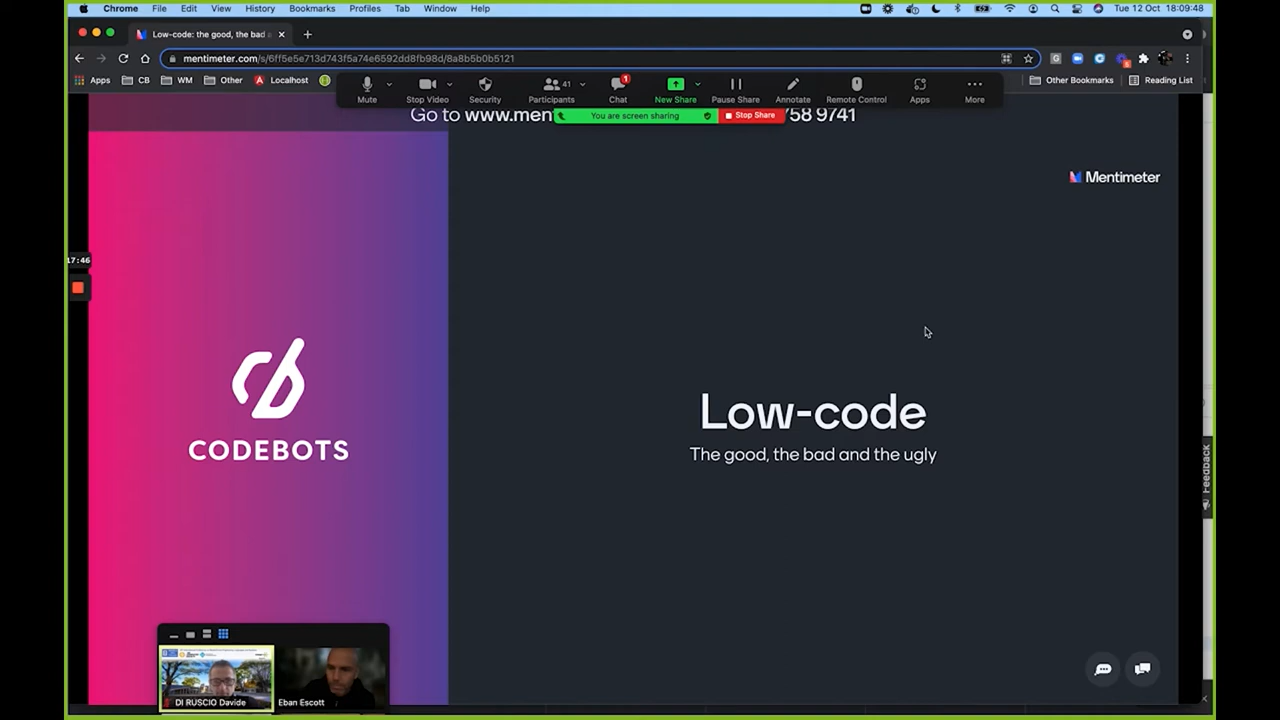 Chrome File Edit View History Bookmarks Profiles Tab Window Help Tue 12 Oct 18:09:48
Low-code: the good, the bad a
mentimeter.com/s/6ff5e5e713d743f5a74e6592dd8fb98d/8a8b5b0b5121
Apps CB WM Other Localhost Other Bookmarks Reading List
Mute Stop Video Security Participants 41 Chat 1 New Share Pause Share Annotate Remote Control Apps More
Go to www.men 758 9741
You are screen sharing Stop Share
Mentimeter
17:46
CODEBOTS
Low-code
The good, the bad and the ugly
Feedback
DI RUSCIO Davide Eban Escott